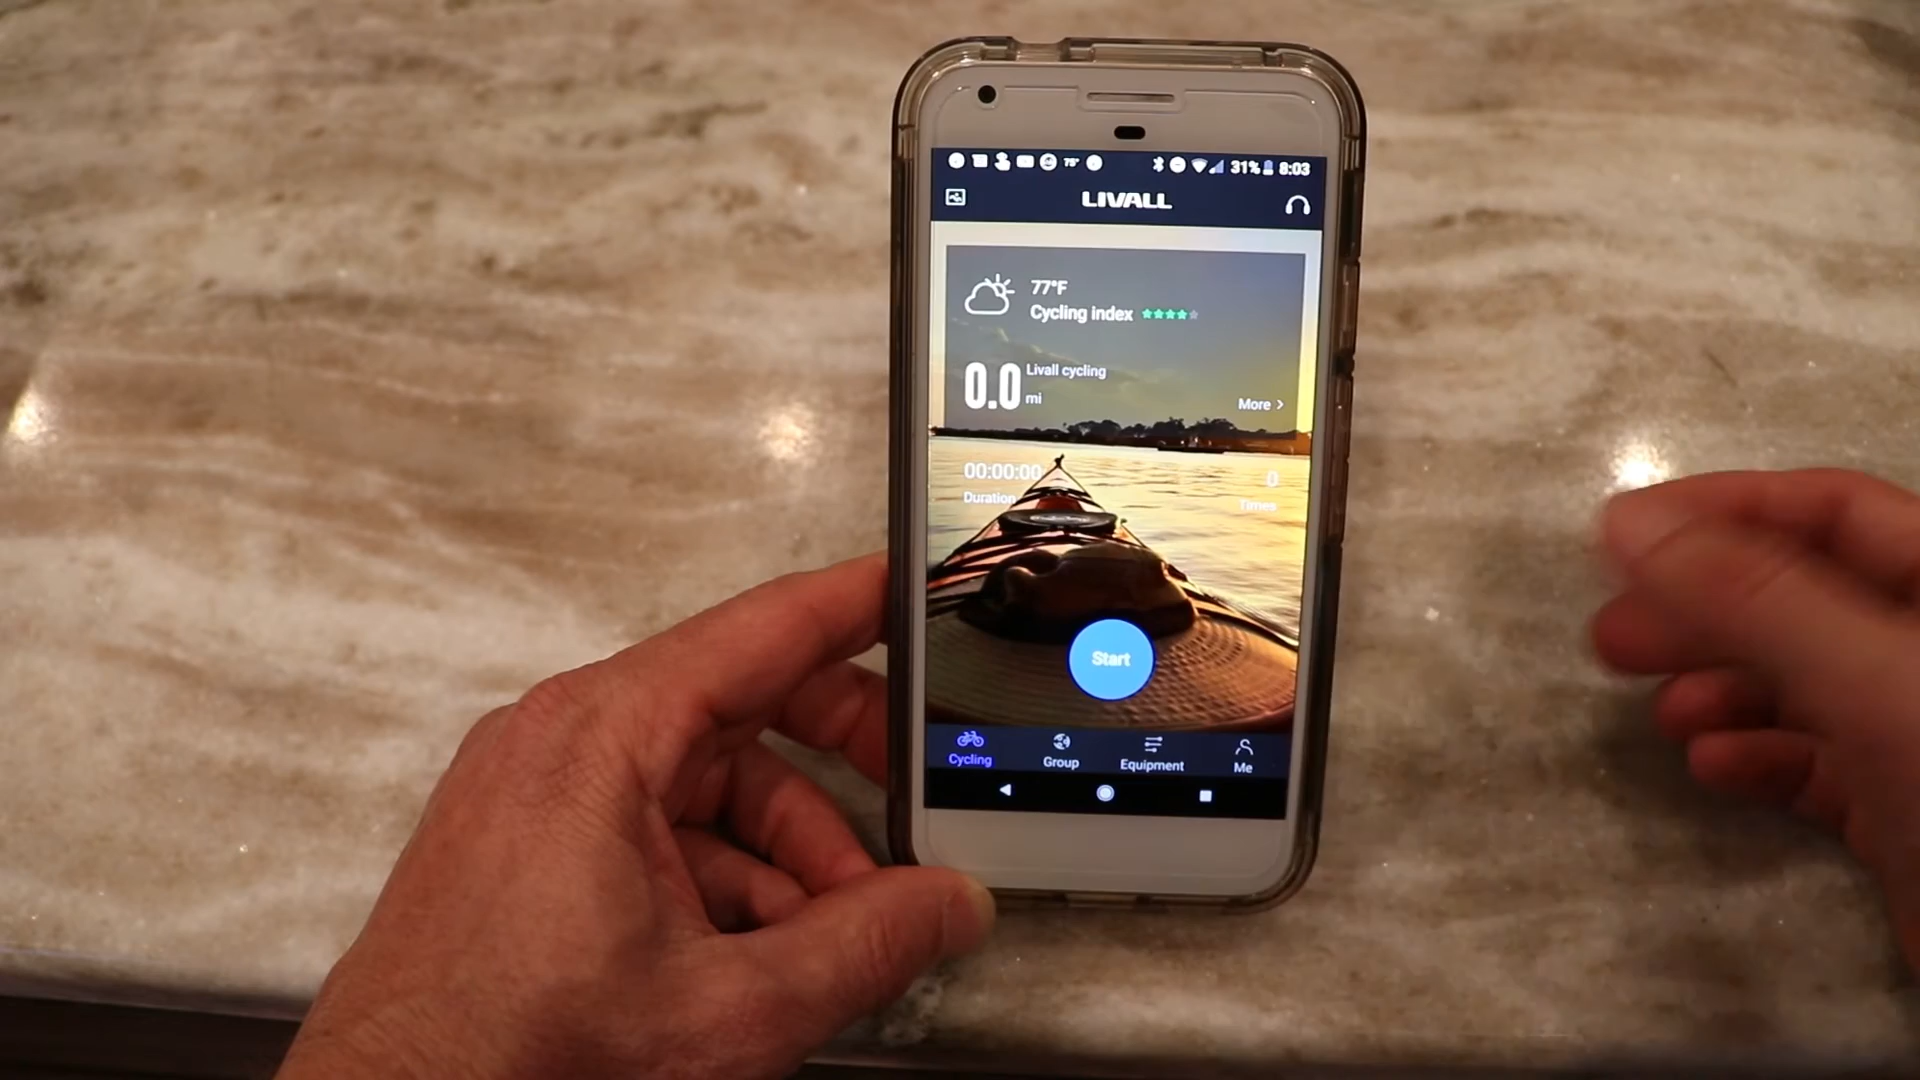 75° 31% 8:03
LIVALL
77°F
Cycling index
0.0 Livall cycling
mi
More >
00:00:00 0
Duration Times
Start
Cycling Group Equipment Me